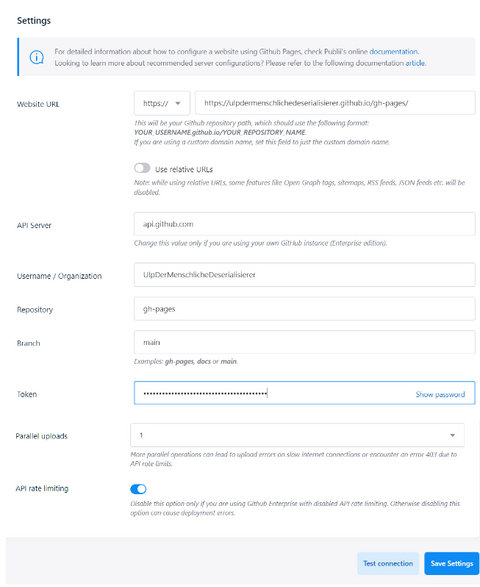 Settings
For detailed information about how to configure a website using Github Pages, check Publii's online documentation.
Looking to learn more about recommended server configurations? Please refer to the following documentation article.
Website URL
https://
https://ulpdermenschlichedeserialisierer.github.io/gh-pages/
This will be your Github repository path, which should use the following format:
YOUR_USERNAME.github.io/YOUR_REPOSITORY_NAME.
If you are using a custom domain name, set this field to just the custom domain name.
Use relative URLs
Note: while using relative URLs, some features like Open Graph tags, sitemaps, RSS feeds, JSON feeds etc. will be
disabled.
API Server
api.github.com
Change this value only if you are using your own GitHub instance (Enterprise edition).
Username / Organization
UlpDerMenschlicheDeserialisierer
Repository
gh-pages
Branch
main
Examples: gh-pages, docs or main.
Token
Show password
Parallel uploads
1
More parallel operations can lead to upload errors on slow internet connections or encounter an error 403 due to
API rate limits.
API rate limiting
Disable this option only if you are using Github Enterprise with disabled API rate limiting. Otherwise disabling this
option can cause deployment errors.
Test connection
Save Settings